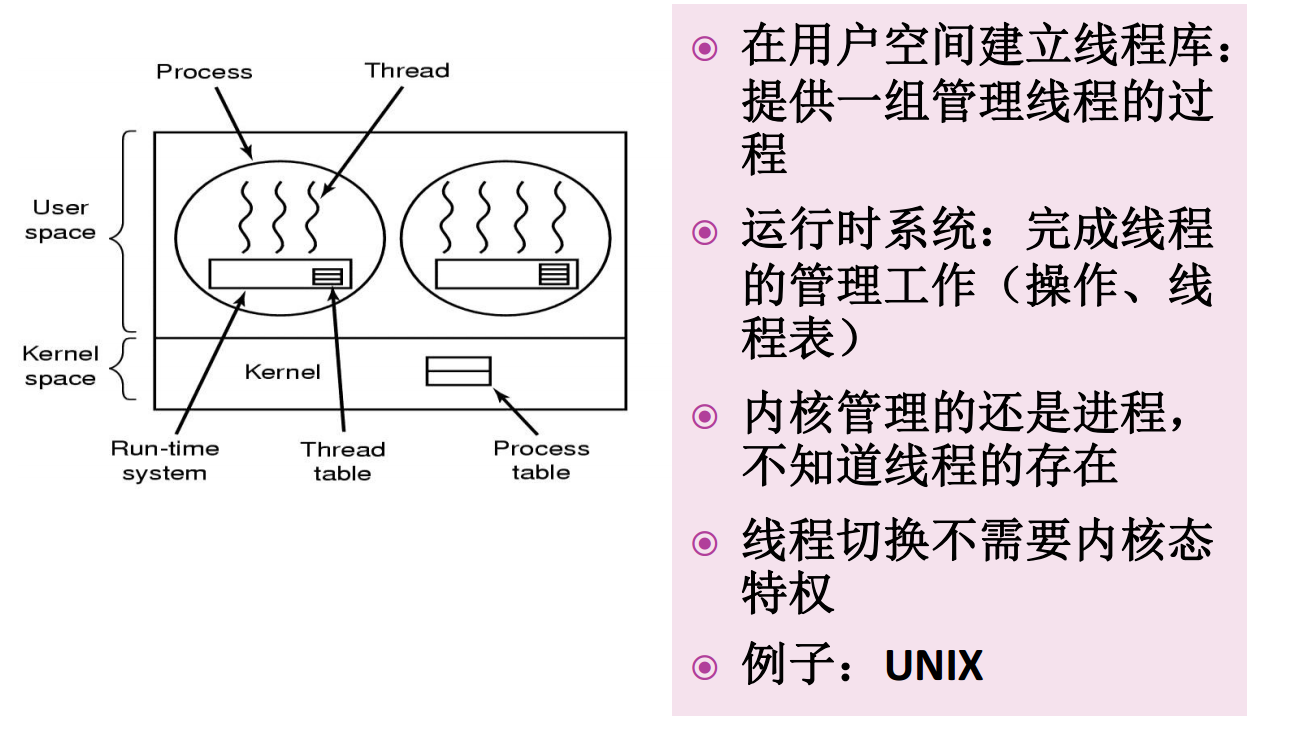 Process
Thread
User
space
Kernel
space
Kernel
Run-time
system
Thread
table
Process
table
在用户空间建立线程库：
提供一组管理线程的过
程
运行时系统：完成线程
的管理工作（操作、线
程表）
内核管理的还是进程，
不知道线程的存在
线程切换不需要内核态
特权
例子：UNIX